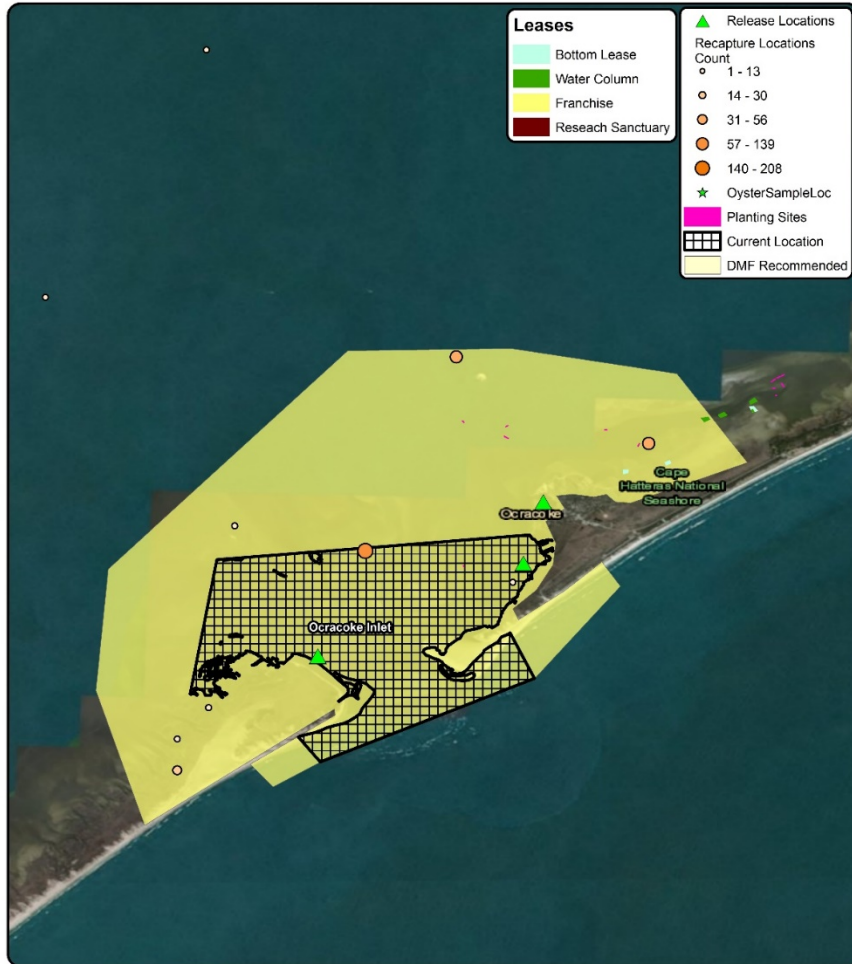 Leases
Bottom Lease
Water Column
Franchise
Reseach Sanctuary
Release Locations
Recapture Locations
Count
1 - 13
14 - 30
31 - 56
57 - 139
140 - 208
OysterSampleLoc
Planting Sites
Current Location
DMF Recommended
Cape
Hatteras National
Seashore
Ocracoke
Ocracoke Inlet